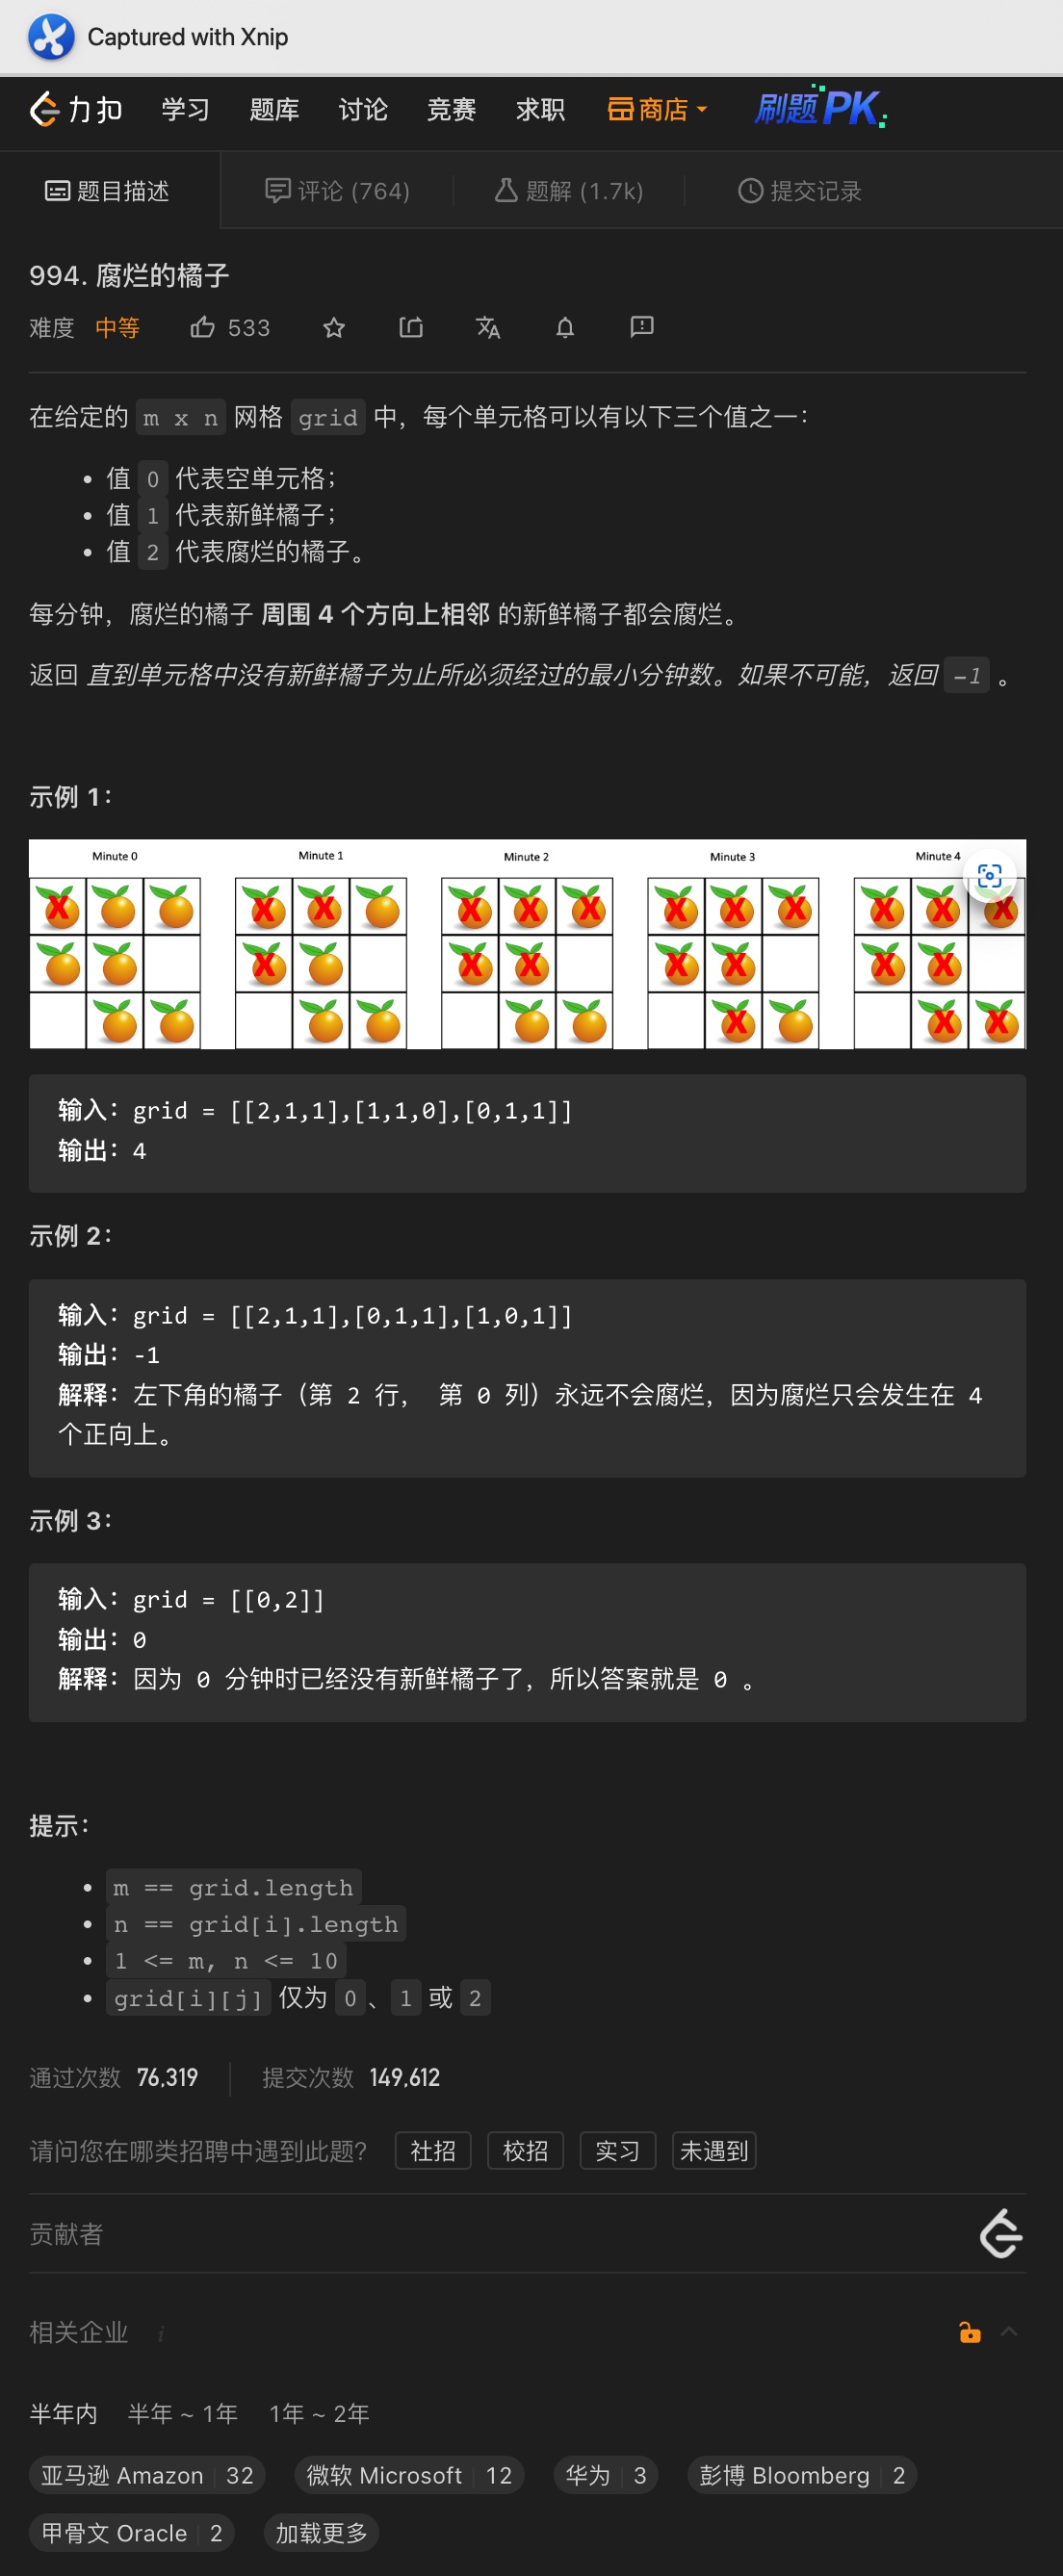 Captured with Xnip
力扣 学习 题库 讨论 竞赛 求职 商店 刷题PK
题目描述 评论 (764) 题解 (1.7k) 提交记录
994. 腐烂的橘子
难度 中等 533
在给定的 m x n 网格 grid 中，每个单元格可以有以下三个值之一：
• 值 0 代表空单元格；
• 值 1 代表新鲜橘子；
• 值 2 代表腐烂的橘子。
每分钟，腐烂的橘子 周围 4 个方向上相邻 的新鲜橘子都会腐烂。
返回 直到单元格中没有新鲜橘子为止所必须经过的最小分钟数。如果不可能，返回 -1 。
示例 1：
Minute 0 Minute 1 Minute 2 Minute 3 Minute 4
输入：grid = [[2,1,1],[1,1,0],[0,1,1]]
输出：4
示例 2：
输入：grid = [[2,1,1],[0,1,1],[1,0,1]]
输出：-1
解释：左下角的橘子（第 2 行， 第 0 列）永远不会腐烂，因为腐烂只会发生在 4
个正向上。
示例 3：
输入：grid = [[0,2]]
输出：0
解释：因为 0 分钟时已经没有新鲜橘子了，所以答案就是 0 。
提示：
• m == grid.length
• n == grid[i].length
• 1 <= m, n <= 10
• grid[i][j] 仅为 0 、1 或 2
通过次数 76,319 提交次数 149,612
请问您在哪类招聘中遇到此题？ 社招 校招 实习 未遇到
贡献者
相关企业 i
半年内 半年 ~ 1年 1年 ~ 2年
亚马逊 Amazon 32 微软 Microsoft 12 华为 3 彭博 Bloomberg 2
甲骨文 Oracle 2 加载更多